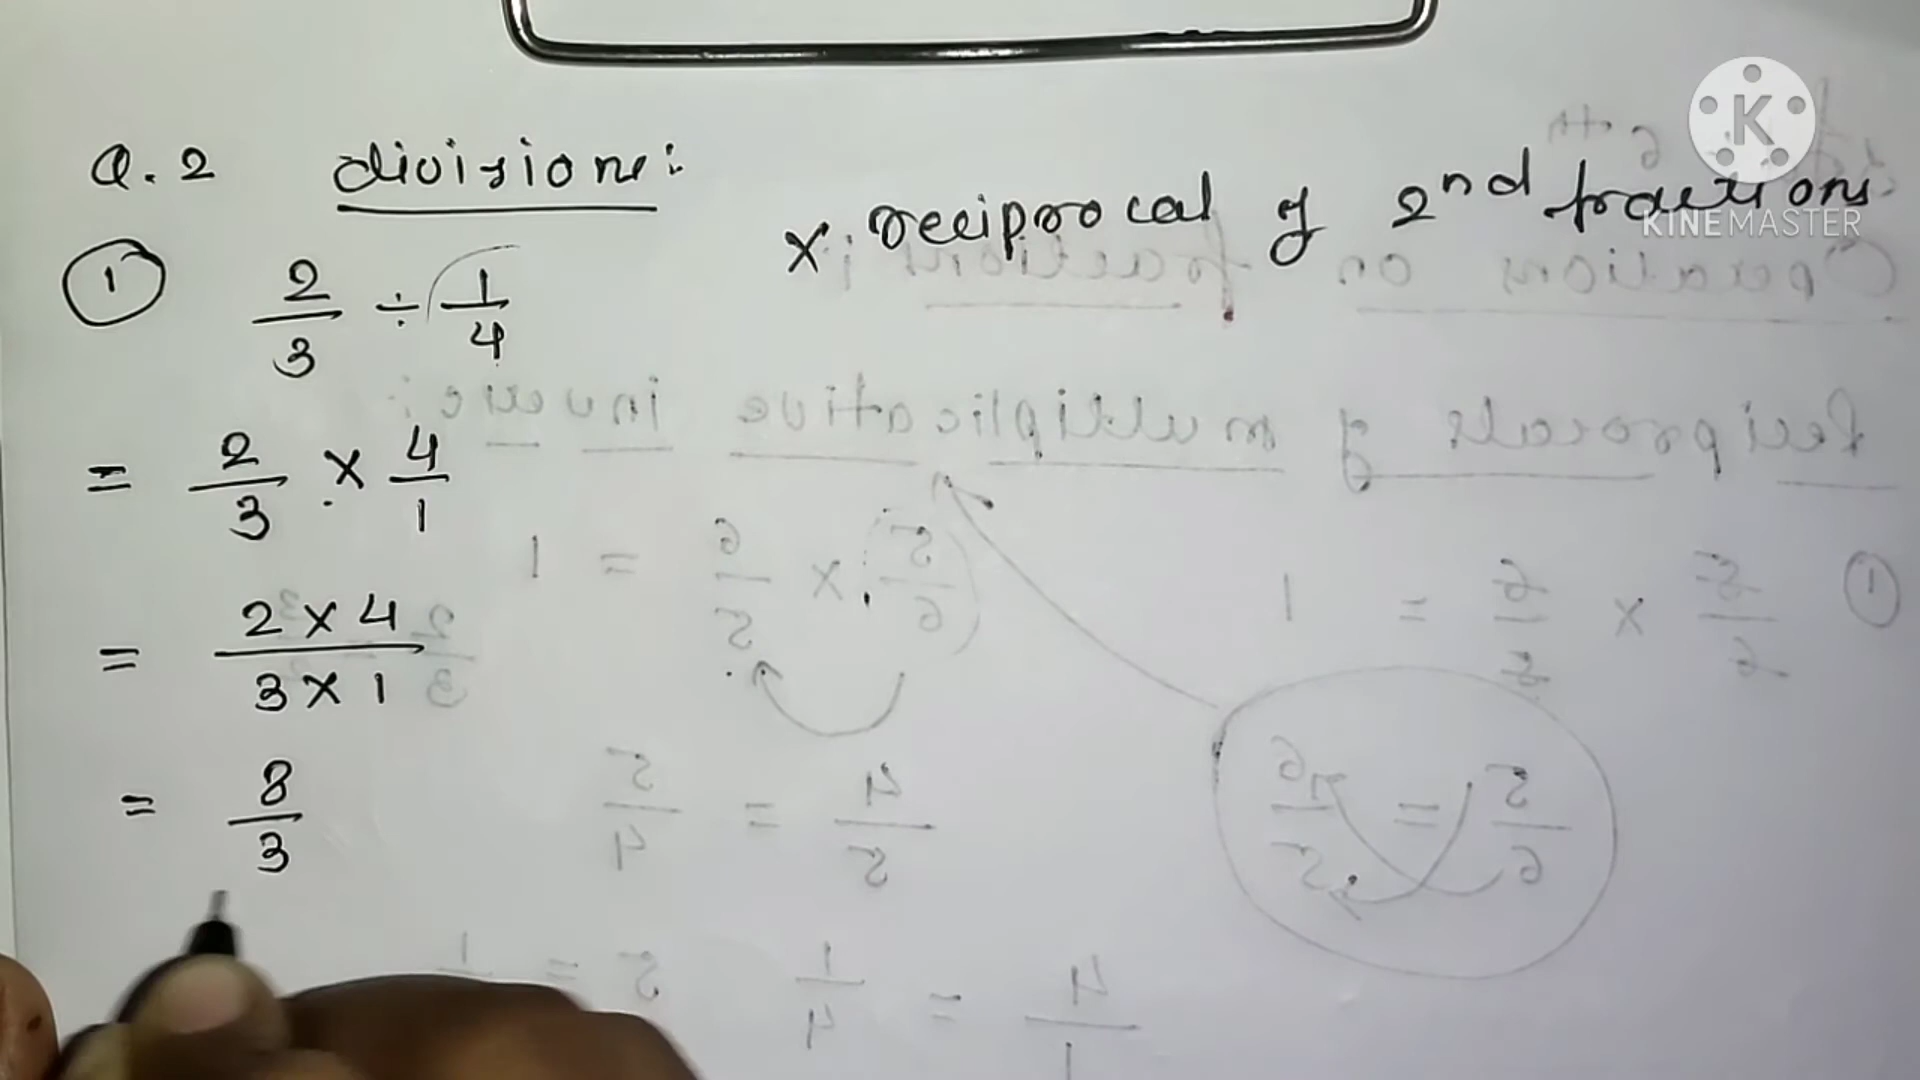 Q. 2 division:
x reciprocal of 2nd fractions
① 2/3 ÷ 1/4
= 2/3 × 4/1
= 2 × 4 / 3 × 1
= 8/3
K
KINEMASTER